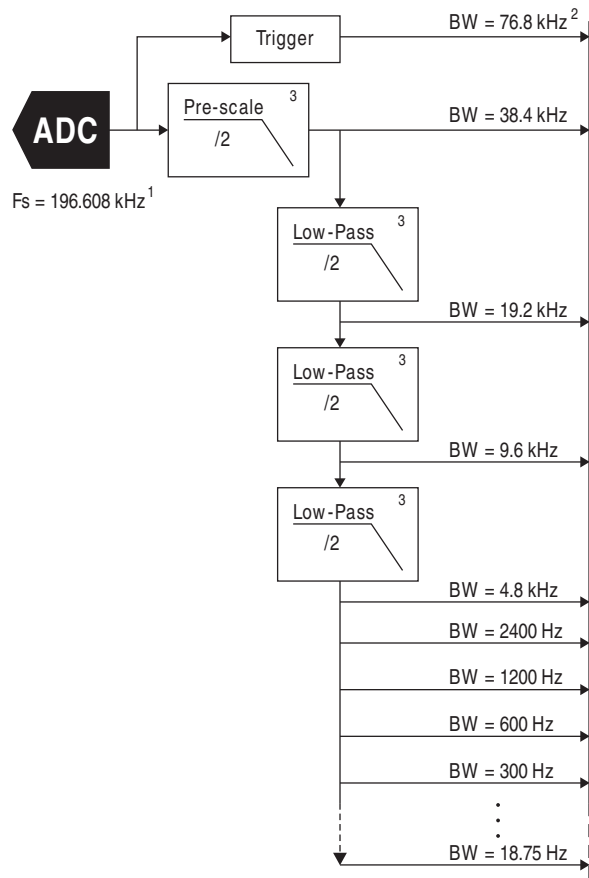 BW = 76.8 kHz 2
Trigger
ADC
Pre-scale 3
/2
BW = 38.4 kHz
Fs = 196.608 kHz 1
Low-Pass 3
/2
BW = 19.2 kHz
Low-Pass 3
/2
BW = 9.6 kHz
Low-Pass 3
/2
BW = 4.8 kHz
BW = 2400 Hz
BW = 1200 Hz
BW = 600 Hz
BW = 300 Hz
BW = 18.75 Hz